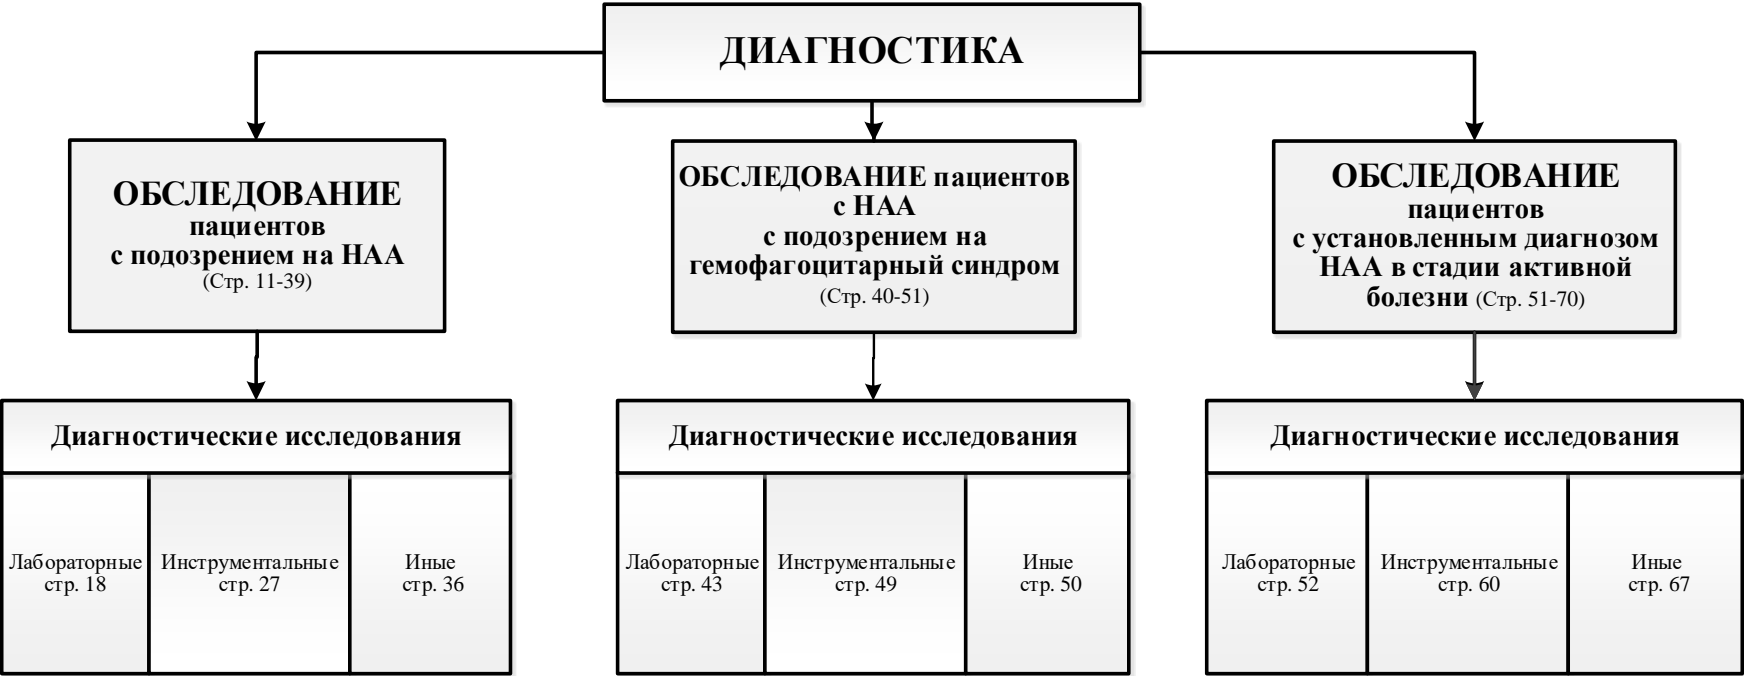 ДИАГНОСТИКА
ОБСЛЕДОВАНИЕ
пациентов
с подозрением на НАА
(Стр. 11-39)
ОБСЛЕДОВАНИЕ пациентов
с НАА
с подозрением на
гемофагоцитарный синдром
(Стр. 40-51)
ОБСЛЕДОВАНИЕ
пациентов
с установленным диагнозом
НАА в стадии активной
болезни (Стр. 51-70)
Диагностические исследования
Лабораторные
стр. 18
Инструментальные
стр. 27
Иные
стр. 36
Диагностические исследования
Лабораторные
стр. 43
Инструментальные
стр. 49
Иные
стр. 50
Диагностические исследования
Лабораторные
стр. 52
Инструментальные
стр. 60
Иные
стр. 67